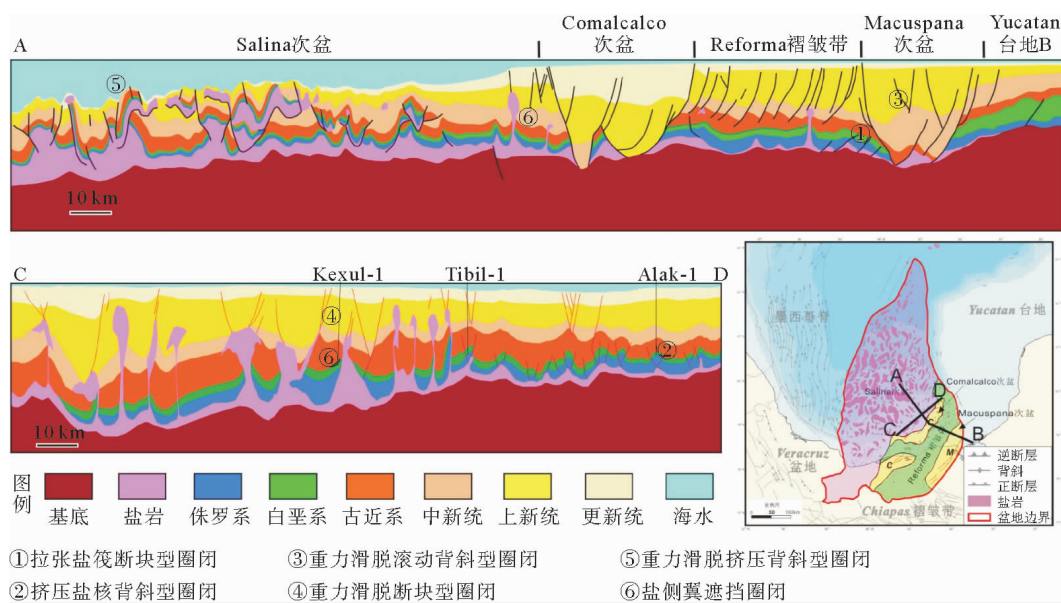 Comalcalco
Macuspana
Yucatan
A
Salina次盆
次盆
Reforma褶皱带
次盆
台地B
⑤
③
⑥
①
10 km
C
Kexul-1
Tibil-1
Alak-1
D
④
⑥
②
10 km
墨西哥脊
Yucatan 台地
A
Salina次盆
D
Comalcalco次盆
Macuspana次盆
C
B
Veracruz
盆地
C
Reforma 褶皱带
M
Chiapas 褶皱带
逆断层
背斜
正断层
盐岩
盆地边界
图例
基底
盐岩
侏罗系
白垩系
古近系
中新统
上新统
更新统
海水
①拉张盐筏断块型圈闭
③重力滑脱滚动背斜型圈闭
⑤重力滑脱挤压背斜型圈闭
②挤压盐核背斜型圈闭
④重力滑脱断块型圈闭
⑥盐侧翼遮挡圈闭